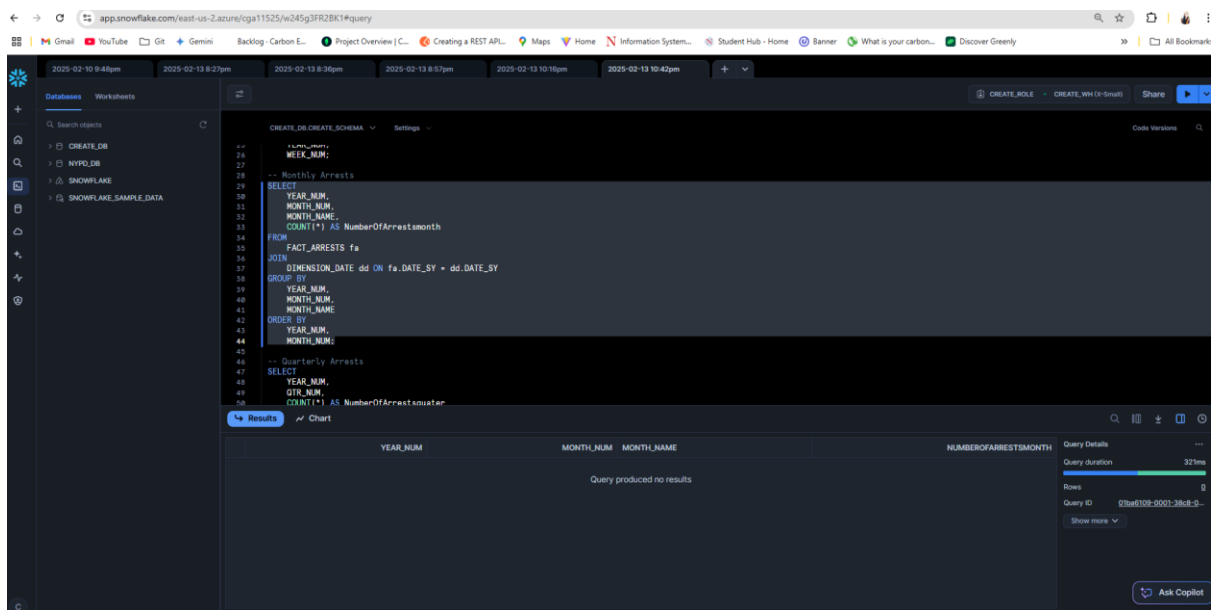 app.snowflake.com/east-us-2.azure/cga11525/w245g3FR2BK1#query
Gmail YouTube Git Gemini Backlog - Carbon E... Project Overview | C... Creating a REST API... Maps Home Information System... Student Hub - Home Banner What is your carbon... Discover Greenly » All Bookmarks
2025-02-10 9:48pm 2025-02-13 8:27pm 2025-02-13 8:36pm 2025-02-13 8:57pm 2025-02-13 10:16pm 2025-02-13 10:42pm
Databases Worksheets
CREATE_ROLE CREATE_WH (X-Small) Share
Search objects
CREATE_DB
NYPD_DB
SNOWFLAKE
SNOWFLAKE_SAMPLE_DATA
CREATE_DB.CREATE_SCHEMA Settings Code Versions
25 YEAR_NUM,
26 WEEK_NUM;
27
28 -- Monthly Arrests
29 SELECT
30 YEAR_NUM,
31 MONTH_NUM,
32 MONTH_NAME,
33 COUNT(*) AS NumberOfArrestsmonth
34 FROM
35 FACT_ARRESTS fa
36 JOIN
37 DIMENSION_DATE dd ON fa.DATE_SY = dd.DATE_SY
38 GROUP BY
39 YEAR_NUM,
40 MONTH_NUM,
41 MONTH_NAME
42 ORDER BY
43 YEAR_NUM,
44 MONTH_NUM;
45
46 -- Quarterly Arrests
47 SELECT
48 YEAR_NUM,
49 QTR_NUM,
50 COUNT(*) AS NumberOfArrestsquater
Results Chart
YEAR_NUM MONTH_NUM MONTH_NAME NUMBEROFARRESTSMONTH
Query produced no results
Query Details ...
Query duration 321ms
Rows 0
Query ID 01ba6109-0001-38c8-0...
Show more
Ask Copilot
C